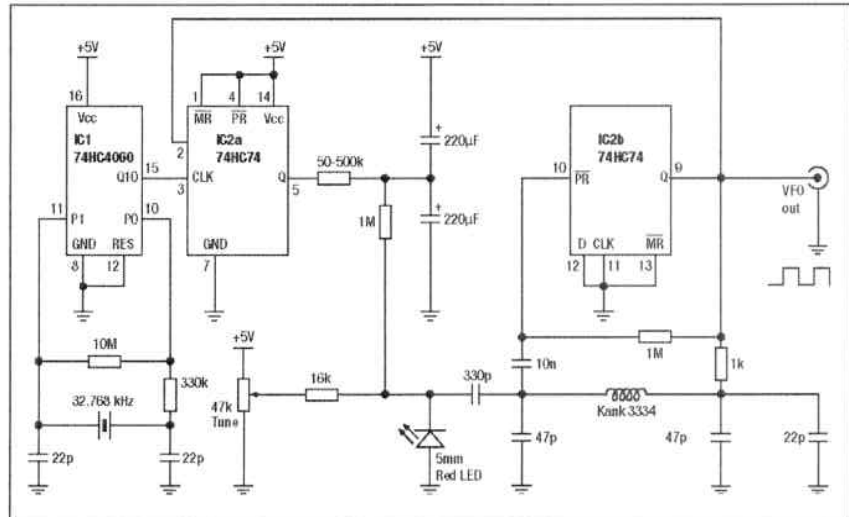 +5V
+5V
+5V
16
Vcc
IC1
74HC4060
Q10
15
11
P1
P0
10
GND
RES
8
12
1
4
14
MR
PR
Vcc
IC2a
74HC74
2
3
CLK
Q
5
GND
7
50-500k
1M
+
220µF
+
220µF
IC2b
74HC74
10
PR
Q
9
D
CLK
MR
12
11
13
VFO
out
10M
330k
32.768 kHz
22p
22p
+5V
47k
Tune
16k
330p
5mm
Red LED
10n
1M
1k
Kank 3334
47p
47p
22p